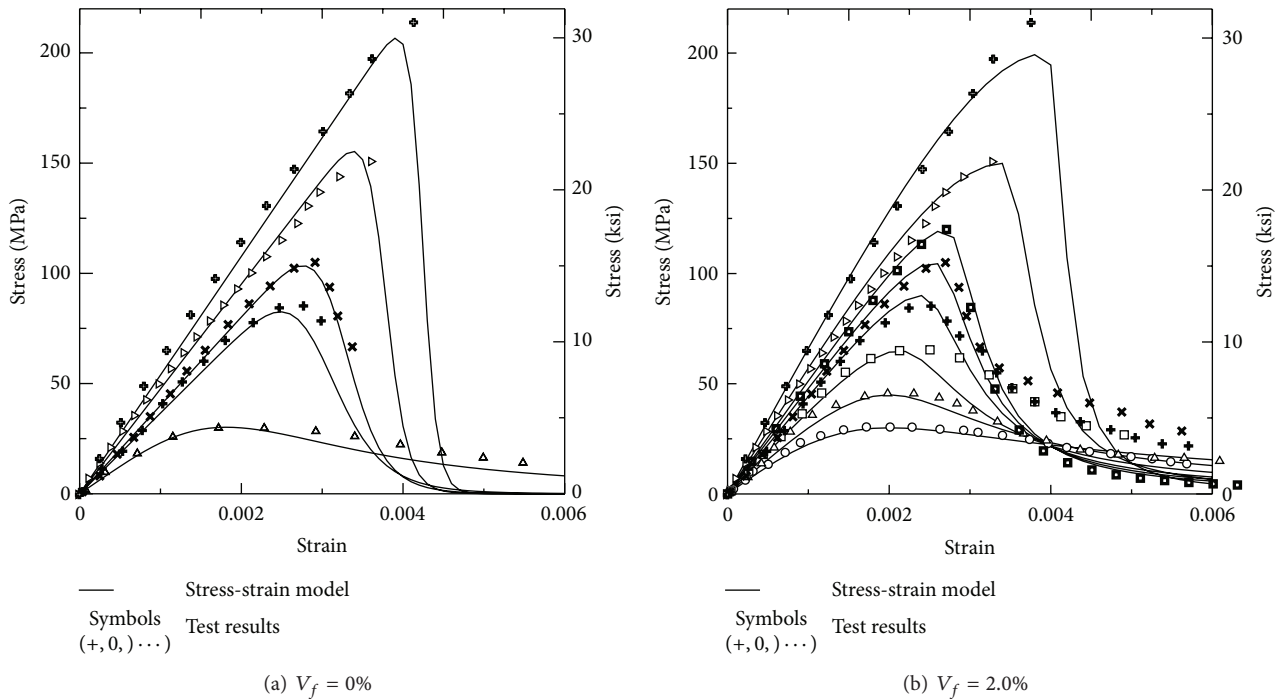 200
150
100
50
0
Stress (MPa)
30
20
10
0
Stress (ksi)
0
0.002
0.004
0.006
Strain
Stress-strain model
Symbols
(+, 0, ) ⋯)
Test results
(a) V_f = 0%
200
150
100
50
0
Stress (MPa)
30
20
10
0
Stress (ksi)
0
0.002
0.004
0.006
Strain
Stress-strain model
Symbols
(+, 0, ) ⋯)
Test results
(b) V_f = 2.0%